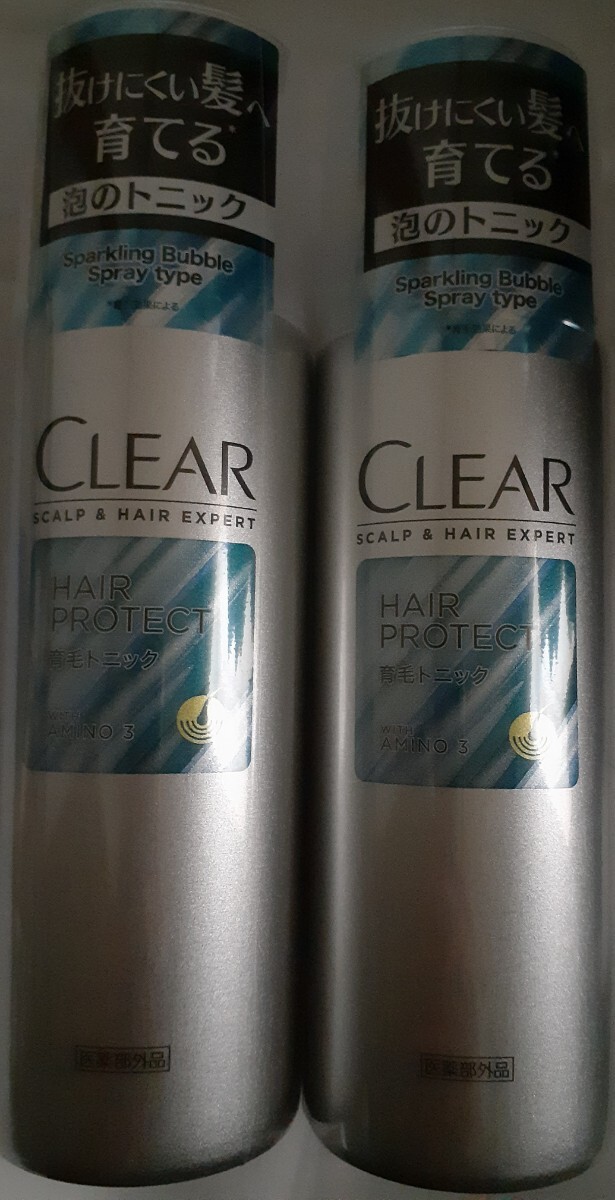 抜けにくい髪へ
育てる*
泡のトニック
Sparkling Bubble
Spray type
CLEAR
SCALP & HAIR EXPERT
HAIR
PROTECT
育毛トニック
WITH
AMINO 3
医薬部外品
抜けにくい髪へ
育てる*
泡のトニック
Sparkling Bubble
Spray type
CLEAR
SCALP & HAIR EXPERT
HAIR
PROTECT
育毛トニック
WITH
AMINO 3
医薬部外品